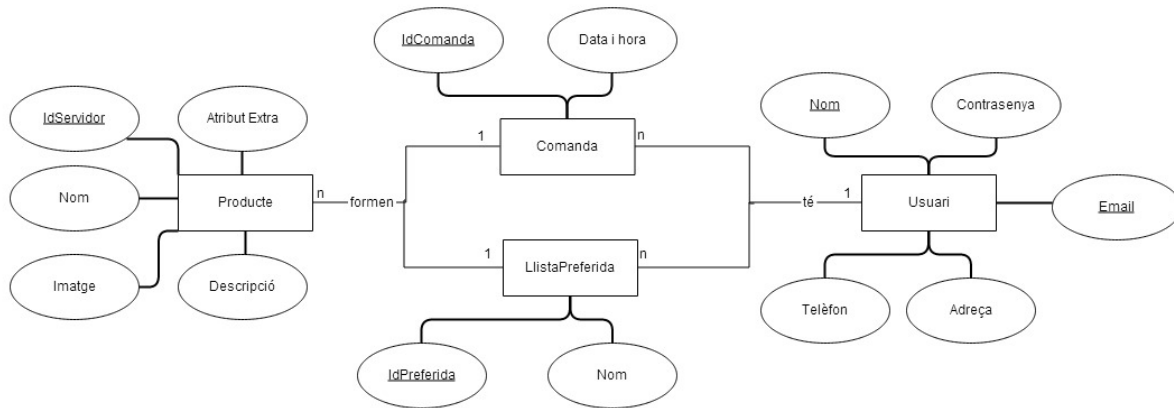 IdComanda
Data i hora
IdServidor
Atribut Extra
Nom
Contrasenya
1
Comanda
n
Nom
Producte
n
formen
té
1
Usuari
Email
1
LlistaPreferida
n
Imatge
Descripció
Telèfon
Adreça
IdPreferida
Nom